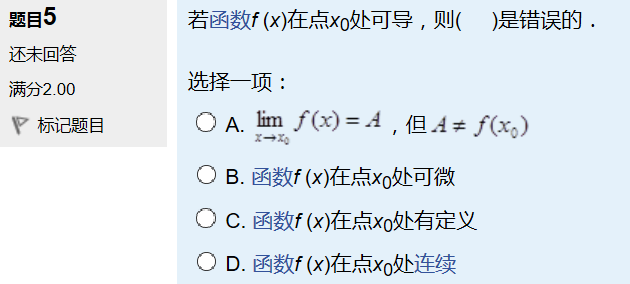 题目5
还未回答
满分2.00
标记题目
若函数f (x)在点x₀处可导，则(     )是错误的．
选择一项：
A. lim x→x₀ f(x) = A ，但 A ≠ f(x₀)
B. 函数f (x)在点x₀处可微
C. 函数f (x)在点x₀处有定义
D. 函数f (x)在点x₀处连续